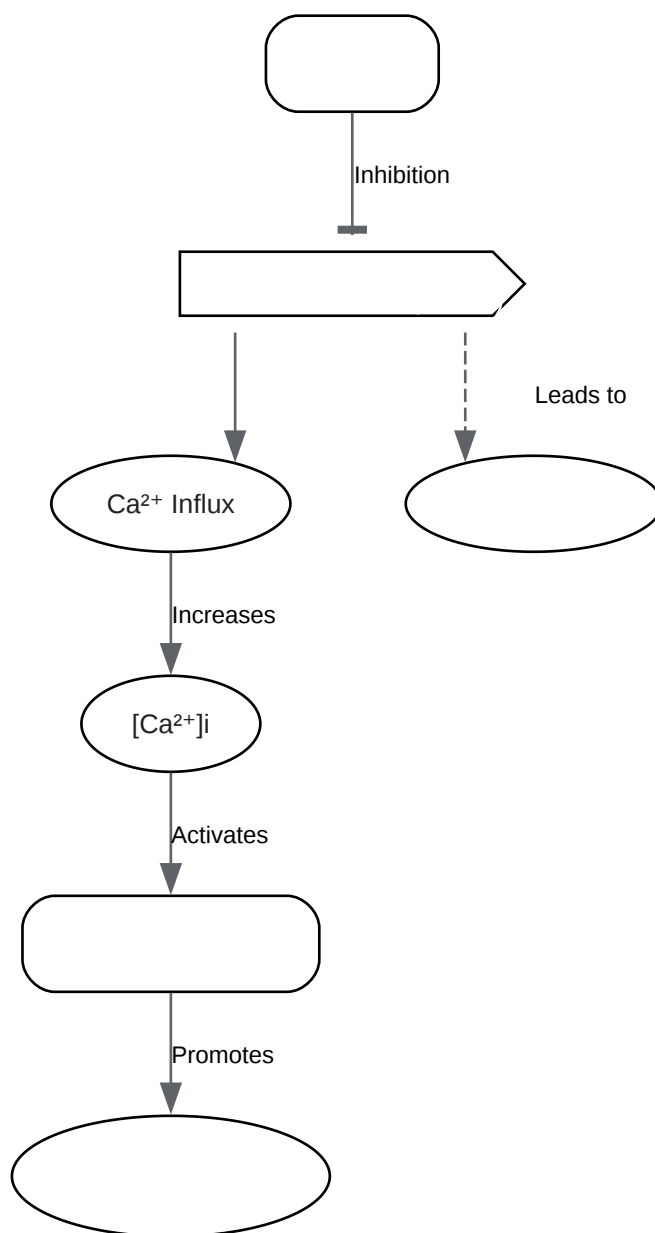 Inhibition
Leads to
Ca²⁺ Influx
Increases
[Ca²⁺]i
Activates
Promotes